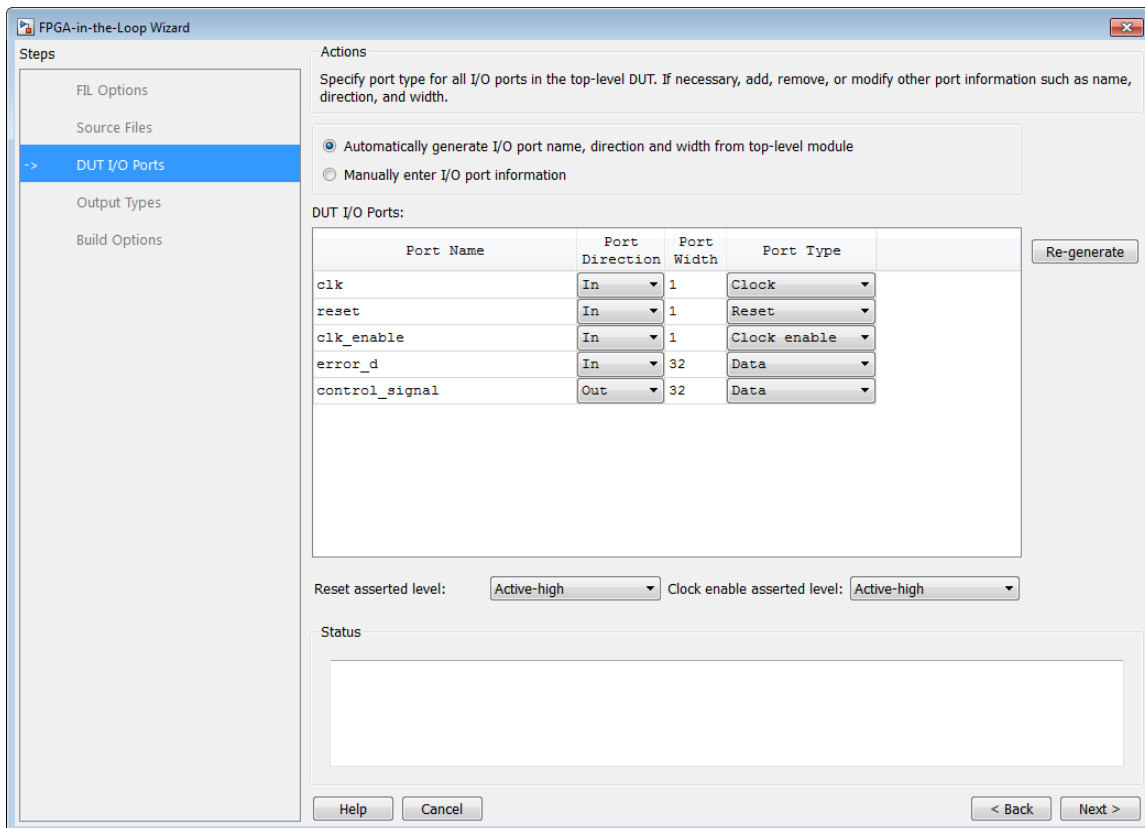 FPGA-in-the-Loop Wizard
Steps
FIL Options
Source Files
-> DUT I/O Ports
Output Types
Build Options
Actions
Specify port type for all I/O ports in the top-level DUT. If necessary, add, remove, or modify other port information such as name,
direction, and width.
Automatically generate I/O port name, direction and width from top-level module
Manually enter I/O port information
DUT I/O Ports:
Port Name Port Direction Port Width Port Type
clk In 1 Clock
reset In 1 Reset
clk_enable In 1 Clock enable
error_d In 32 Data
control_signal Out 32 Data
Re-generate
Reset asserted level: Active-high Clock enable asserted level: Active-high
Status
Help Cancel < Back Next >